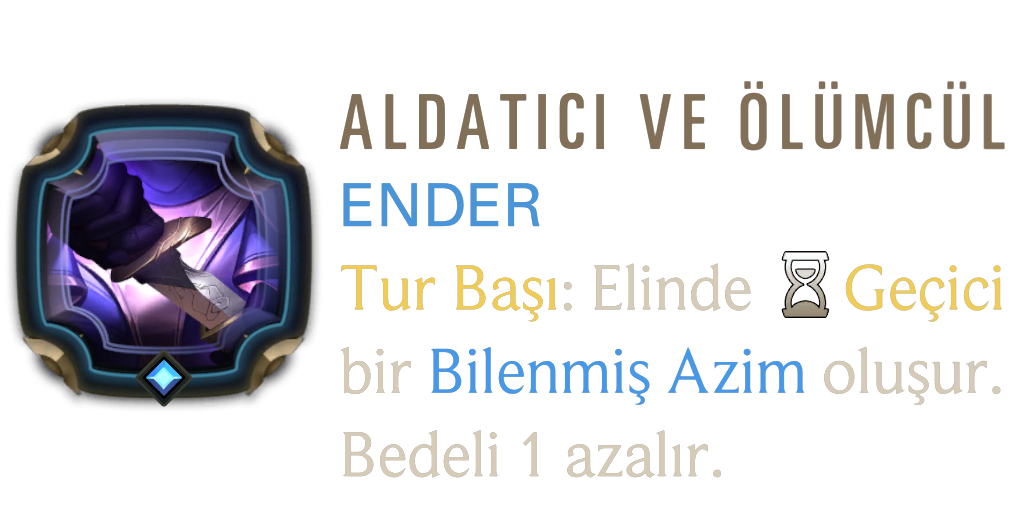 ALDATICI VE ÖLÜMCÜL
ENDER
Tur Başı: Elinde Geçici
bir Bilenmiş Azim oluşur.
Bedeli 1 azalır.